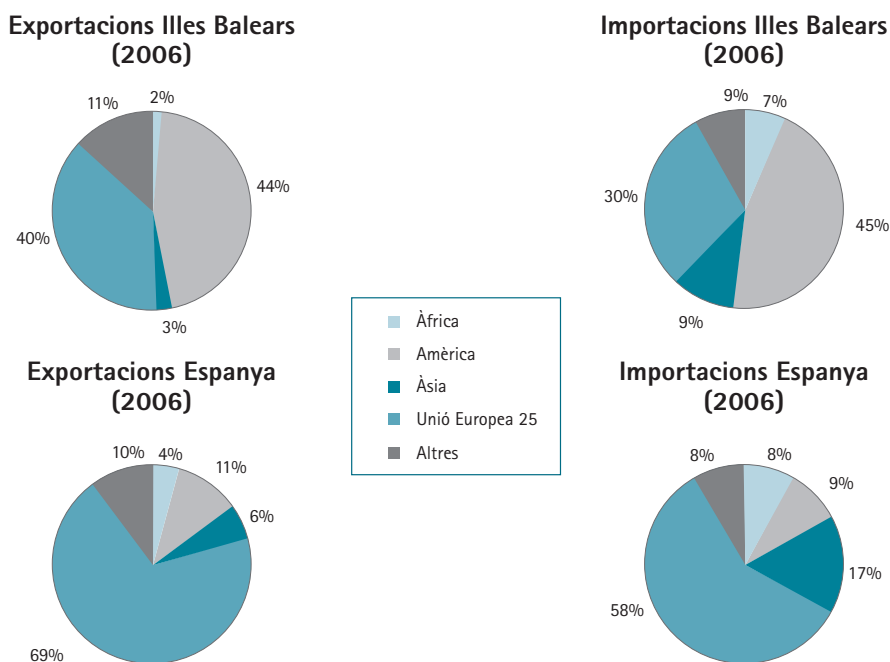 Exportacions Illes Balears
(2006)
11%
2%
44%
40%
3%
Importacions Illes Balears
(2006)
9%
7%
30%
45%
9%
Àfrica
Amèrica
Àsia
Unió Europea 25
Altres
Exportacions Espanya
(2006)
10%
4%
11%
6%
69%
Importacions Espanya
(2006)
8%
8%
9%
17%
58%